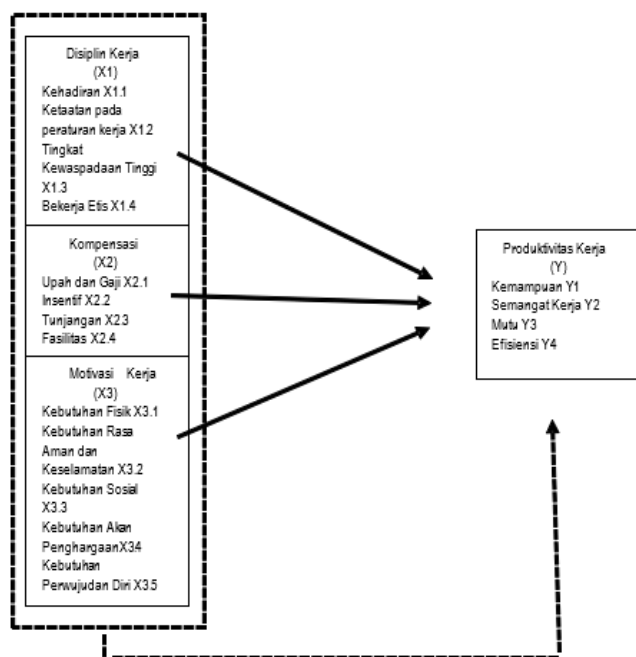 Disiplin Kerja
(X1)
Kehadiran X1.1
Ketaatan pada
peraturan kerja X1.2
Tingkat
Kewaspadaan Tinggi
X1.3
Bekerja Etis X1.4
Kompensasi
(X2)
Upah dan Gaji X2.1
Insentif X2.2
Tunjangan X2.3
Fasilitas X2.4
Motivasi Kerja
(X3)
Kebutuhan Fisik X3.1
Kebutuhan Rasa
Aman dan
Keselamatan X3.2
Kebutuhan Sosial
X3.3
Kebutuhan Akan
PenghargaanX3.4
Kebutuhan
Perwujudan Diri X3.5
Produktivitas Kerja
(Y)
Kemampuan Y1
Semangat Kerja Y2
Mutu Y3
Efisiensi Y4